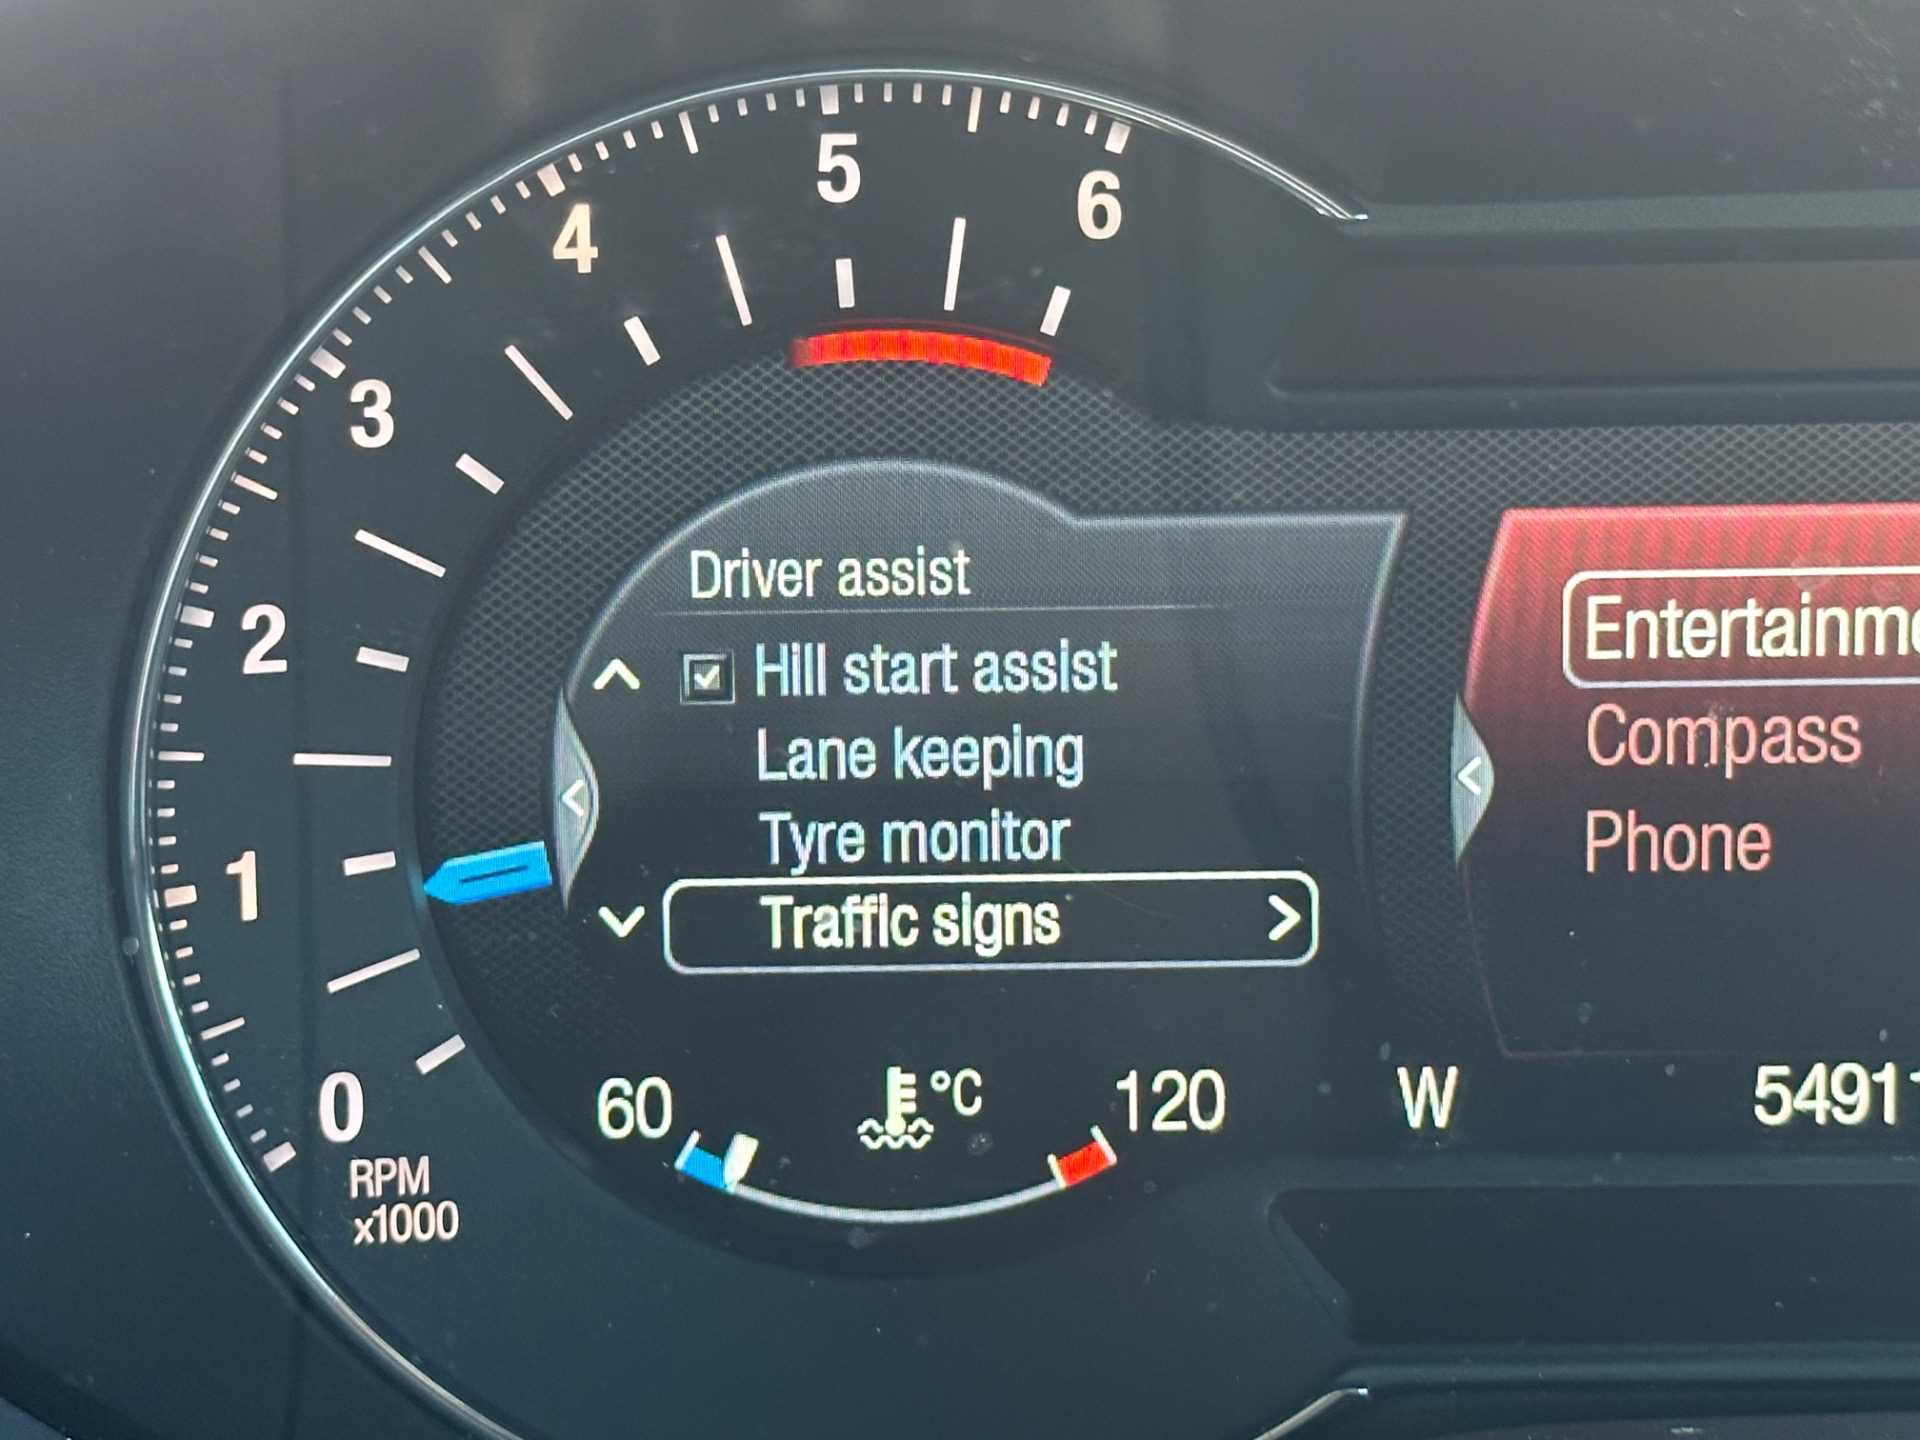 6
5
4
3
2
1
0
RPM
x1000
Driver assist
Hill start assist
Lane keeping
Tyre monitor
Traffic signs
60
°C
120
W
Compass
Phone